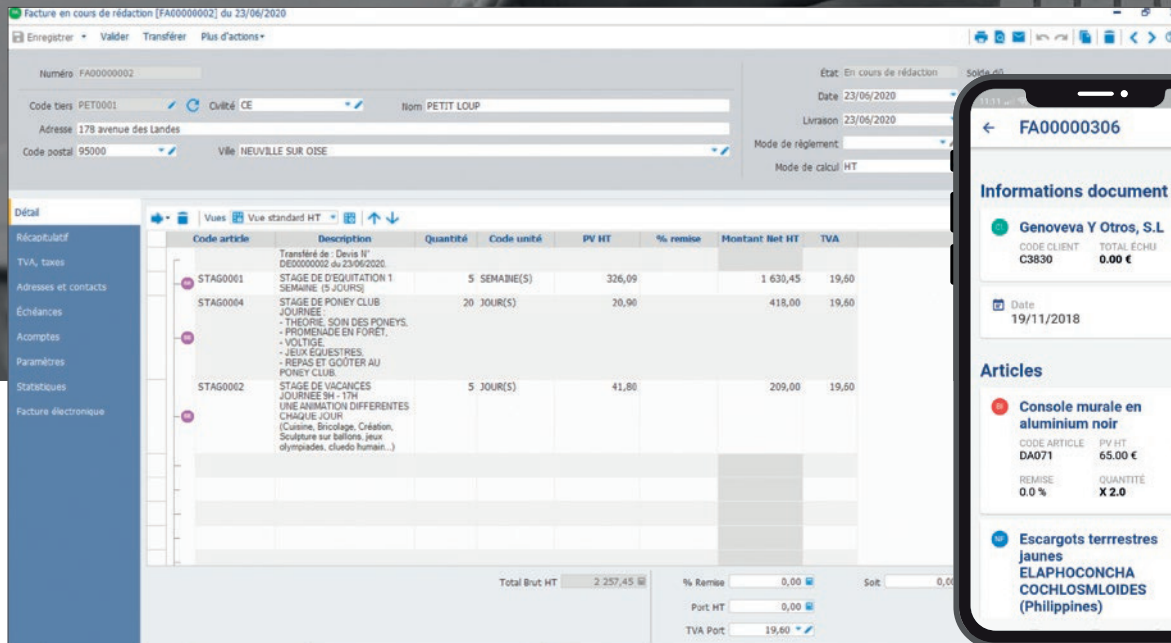 Facture en cours de rédaction [FA00000002] du 23/06/2020
Enregistrer Valder Transférer Plus d'actions
Numéro FA00000002
État En cours de rédaction Solde dû
Code tiers PET0001 Civilité CE Nom PETIT LOUP
Date 23/06/2020
Adresse 178 avenue des Landes
Livraison 23/06/2020
Code postal 95000 Ville NEUVILLE SUR OISE
Mode de règlement
Mode de calcul HT
Détail
Récapitulatif
TVA, taxes
Adresses et contacts
Échéances
Acomptes
Paramètres
Statistiques
Facture électronique
Vues Vue standard HT
Code article Description Quantité Code unité PV HT % remise Montant Net HT TVA
Transféré de : Devis N°
DE00000002 du 23/06/2020.
STAG0001 STAGE DE D'EQUITATION 1 5 SEMAINE(S) 326,09 1 630,45 19,60
SEMAINE (5 JOURS)
STAG0004 STAGE DE PONEY CLUB 20 JOUR(S) 20,90 418,00 19,60
JOURNEE :
- THEORIE, SOIN DES PONEYS,
- PROMENADE EN FORÊT,
- VOLTIGE,
- JEUX ÉQUESTRES,
- REPAS ET GOÛTER AU
PONEY CLUB.
STAG0002 STAGE DE VACANCES 5 JOUR(S) 41,80 209,00 19,60
JOURNEE 9H - 17H
UNE ANIMATION DIFFERENTES
CHAQUE JOUR
(Cuisine, Bricolage, Création,
Sculpture sur ballons, jeux
olympiades, cluedo humain...)
Total Brut HT 2 257,45 % Remise 0,00 Soit 0,00
Port HT 0,00
TVA Port 19,60
11:11
FA00000306
Informations document
Genoveva Y Otros, S.L
CODE CLIENT TOTAL ÉCHU
C3830 0.00 €
Date
19/11/2018
Articles
Console murale en
aluminium noir
CODE ARTICLE PV HT
DA071 65.00 €
REMISE QUANTITÉ
0.0 % X 2.0
NF
Escargots terrrestres
jaunes
ELAPHOCONCHA
COCHLOSMLOIDES
(Philippines)